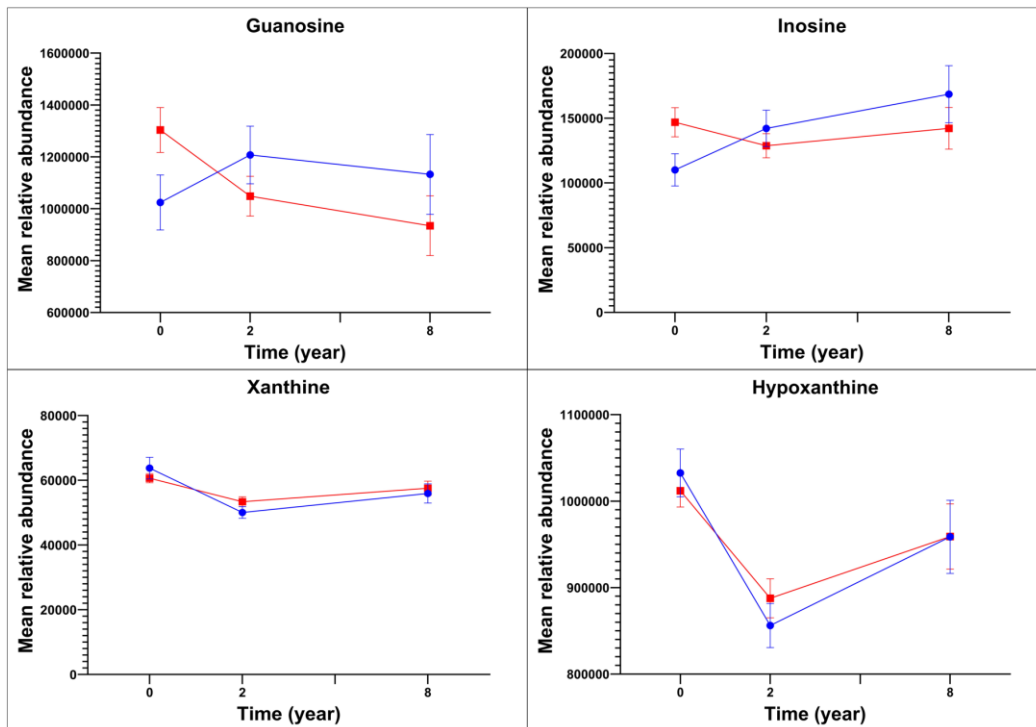 Guanosine
Mean relative abundance
1600000
1400000
1200000
1000000
800000
600000
0
2
8
Time (year)
Inosine
Mean relative abundance
200000
150000
100000
50000
0
0
2
8
Time (year)
Xanthine
Mean relative abundance
80000
60000
40000
20000
0
0
2
8
Time (year)
Hypoxanthine
Mean relative abundance
1100000
1000000
900000
800000
0
2
8
Time (year)